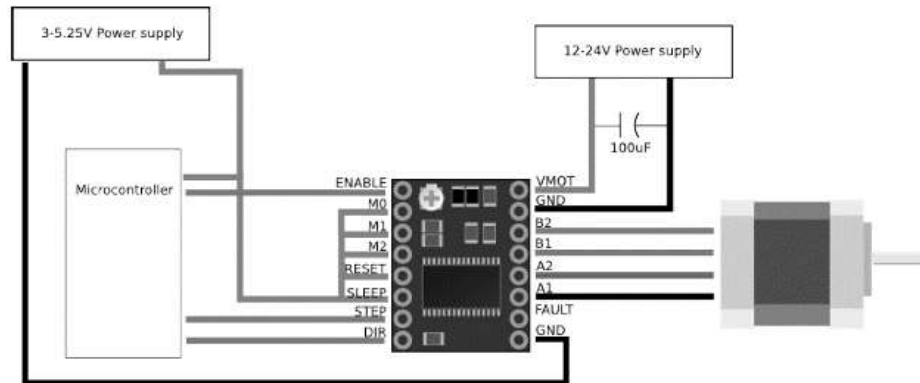 3-5.25V Power supply
12-24V Power supply
100uF
Microcontroller
ENABLE
M0
M1
M2
RESET
SLEEP
STEP
DIR
VMOT
GND
B2
B1
A2
A1
FAULT
GND